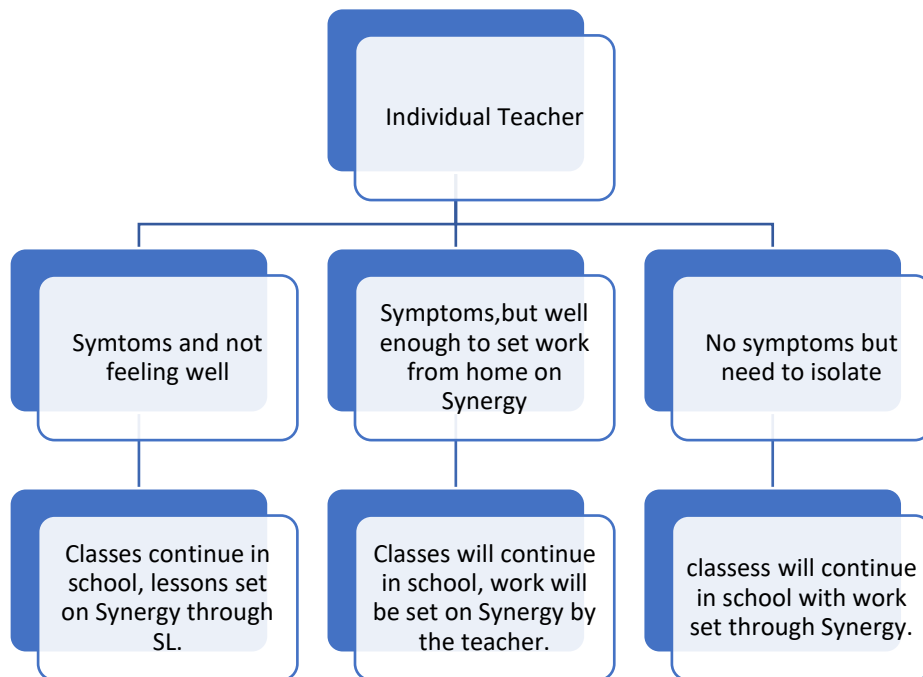 Individual Teacher
Symtoms and not
feeling well
Symptoms,but well
enough to set work
from home on
Synergy
No symptoms but
need to isolate
Classes continue in
school, lessons set
on Synergy through
SL.
Classes will continue
in school, work will
be set on Synergy by
the teacher.
classess will continue
in school with work
set through Synergy.